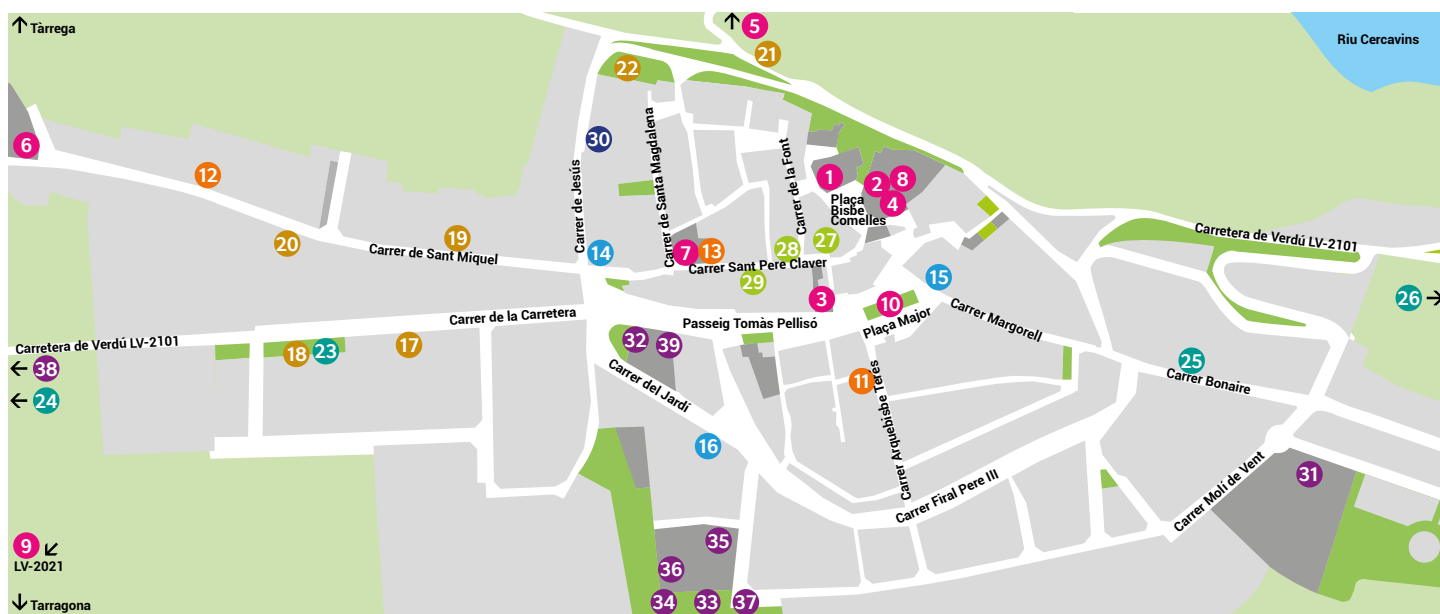 ↑ Tàrrega
↑ 5
21
Riu Cercavins
22
6
30
12
Carrer de Jesús
Carrer de Santa Magdalena
Carrer de la Font
1
2
8
4
Plaça
Bisbe
Comelles
20
19
Carrer de Sant Miquel
14
7
13
28
27
Carrer Sant Pere Claver
29
3
10
15
Plaça Major
Carrer Margorell
Carretera de Verdú LV-2101
26 →
Carrer de la Carretera
Passeig Tomàs Pellisó
Carretera de Verdú LV-2101
← 38
← 24
18
23
17
32
39
Carrer del Jardí
11
Carrer Arquebisbe Teres
25
Carrer Bonaire
16
Carrer Firal Pere III
Carrer Molí de Vent
31
9 ↙
LV-2021
35
36
34
33
37
↓ Tarragona